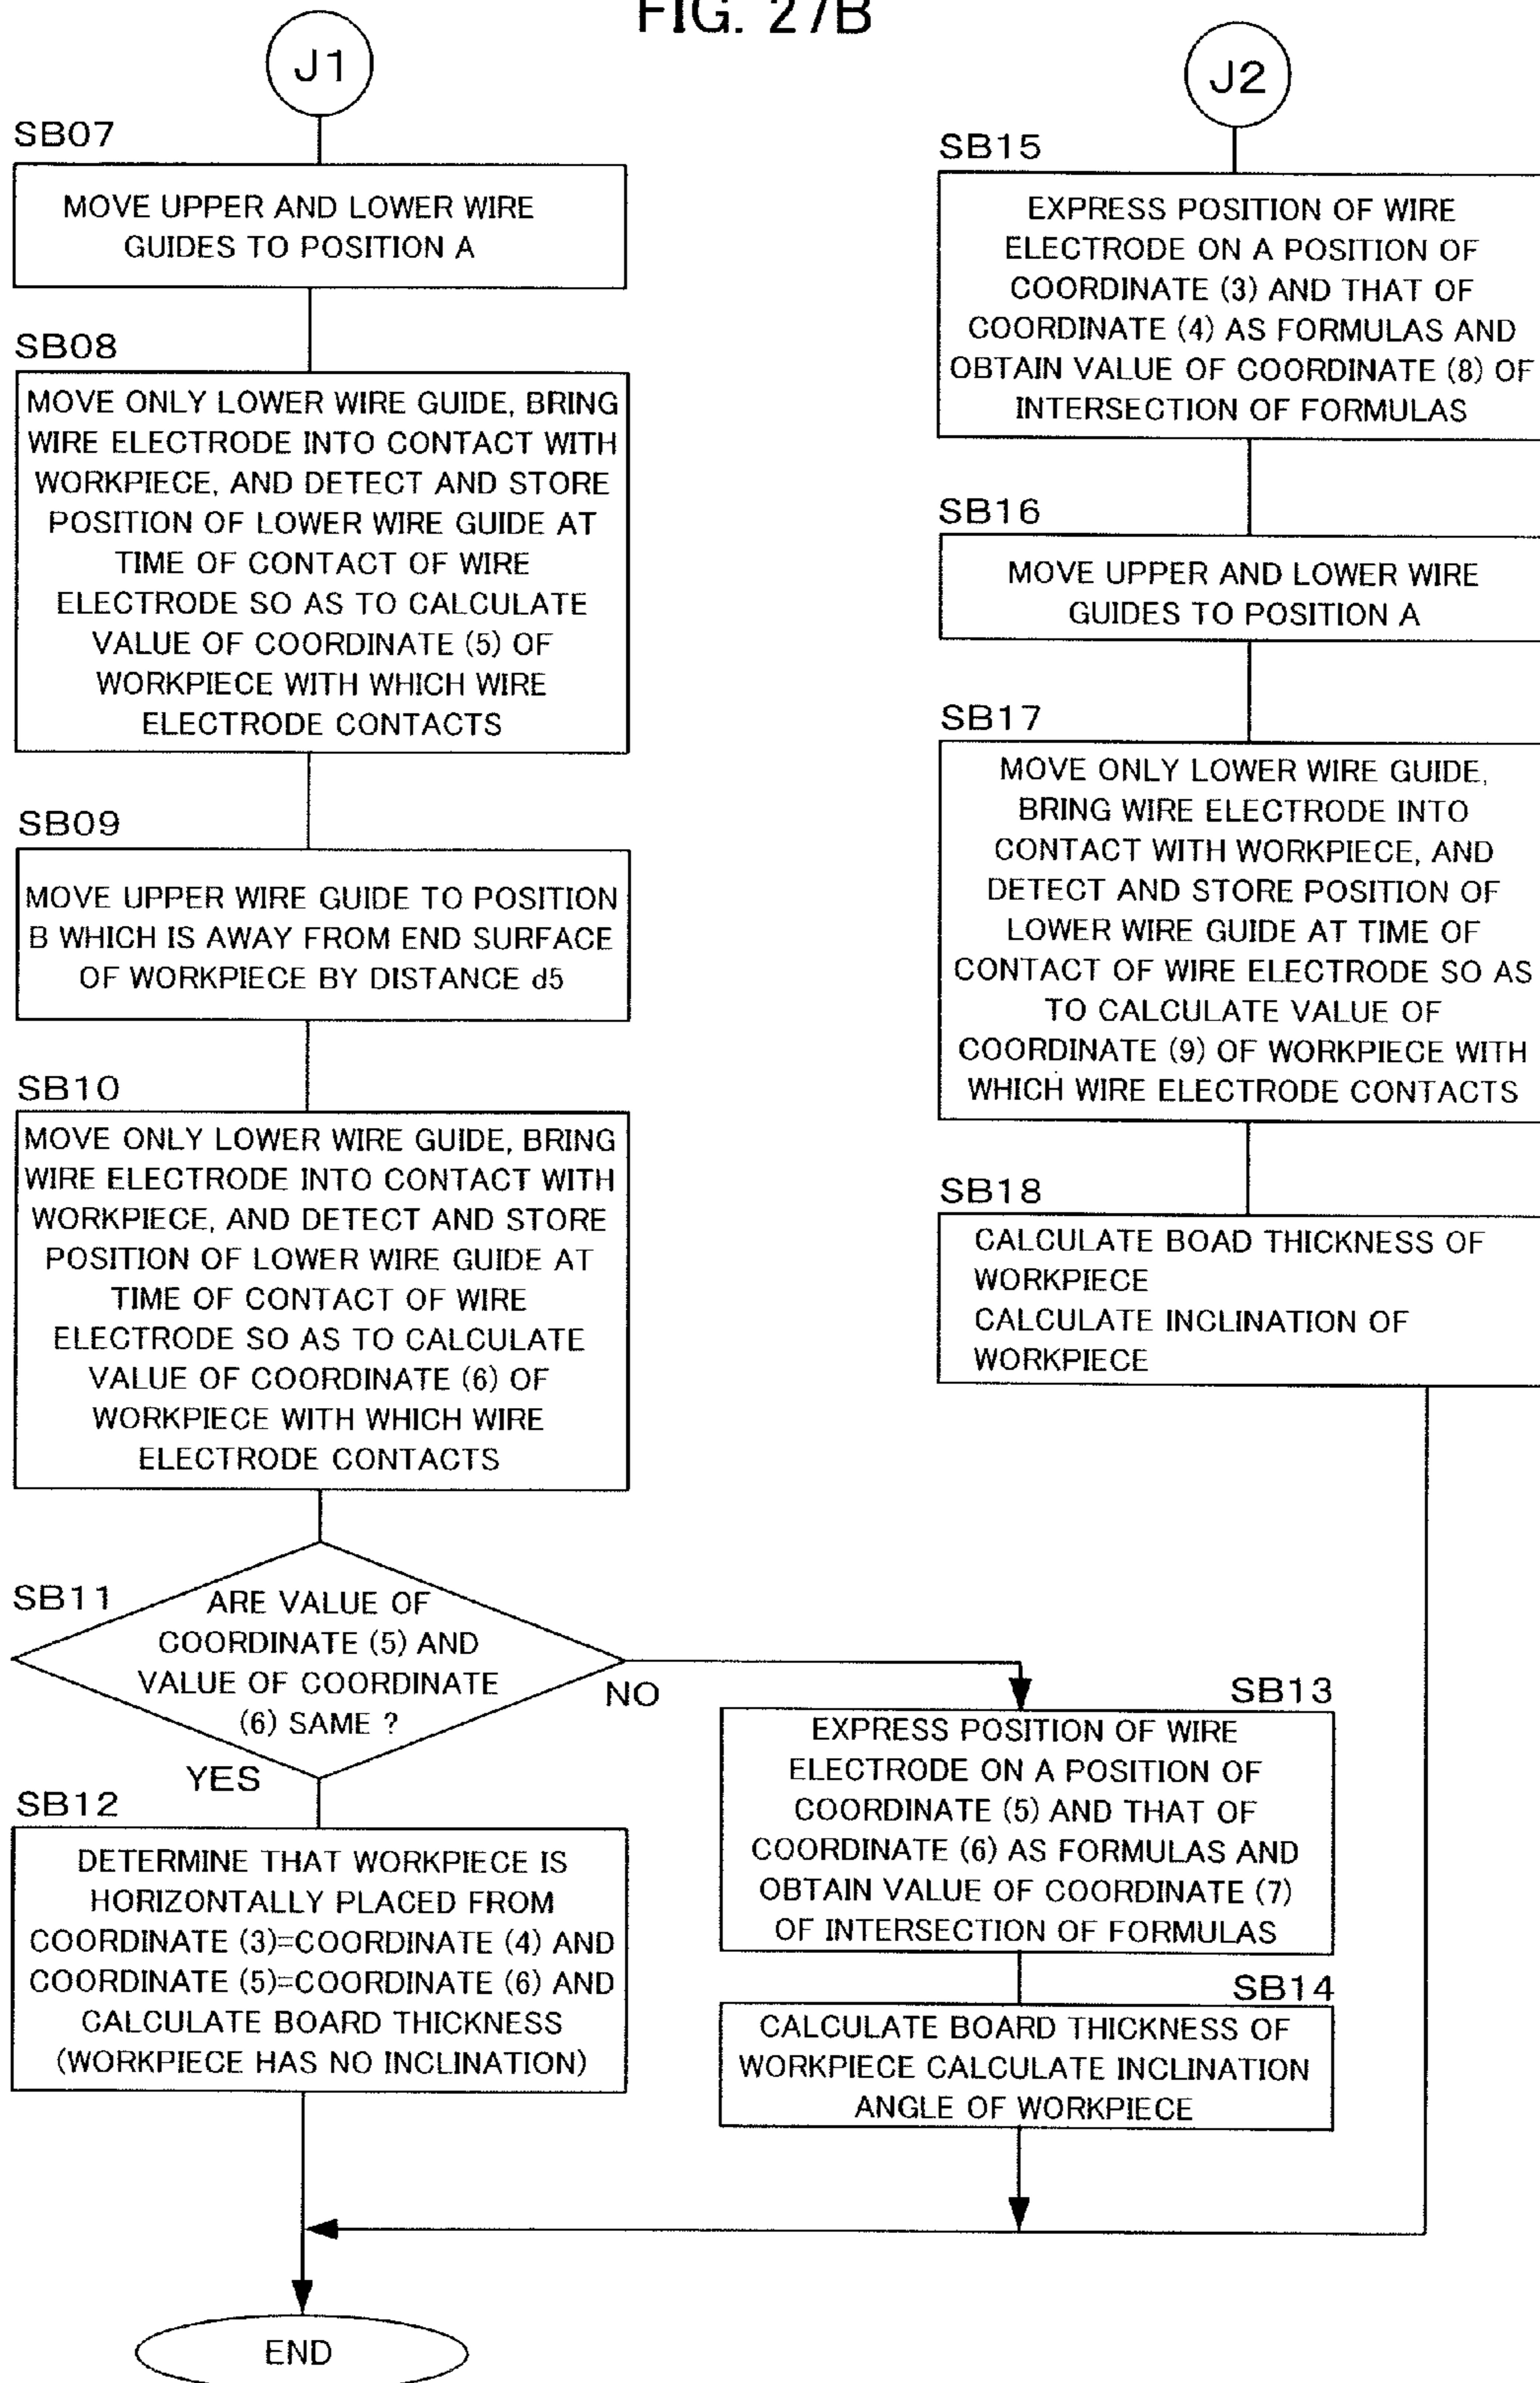 FIG. 27B
J1
SB07
MOVE UPPER AND LOWER WIRE
GUIDES TO POSITION A
SB08
MOVE ONLY LOWER WIRE GUIDE, BRING
WIRE ELECTRODE INTO CONTACT WITH
WORKPIECE, AND DETECT AND STORE
POSITION OF LOWER WIRE GUIDE AT
TIME OF CONTACT OF WIRE
ELECTRODE SO AS TO CALCULATE
VALUE OF COORDINATE (5) OF
WORKPIECE WITH WHICH WIRE
ELECTRODE CONTACTS
SB09
MOVE UPPER WIRE GUIDE TO POSITION
B WHICH IS AWAY FROM END SURFACE
OF WORKPIECE BY DISTANCE d5
SB10
MOVE ONLY LOWER WIRE GUIDE, BRING
WIRE ELECTRODE INTO CONTACT WITH
WORKPIECE, AND DETECT AND STORE
POSITION OF LOWER WIRE GUIDE AT
TIME OF CONTACT OF WIRE
ELECTRODE SO AS TO CALCULATE
VALUE OF COORDINATE (6) OF
WORKPIECE WITH WHICH WIRE
ELECTRODE CONTACTS
SB11
ARE VALUE OF
COORDINATE (5) AND
VALUE OF COORDINATE
(6) SAME ?
NO
YES
SB12
DETERMINE THAT WORKPIECE IS
HORIZONTALLY PLACED FROM
COORDINATE (3)=COORDINATE (4) AND
COORDINATE (5)=COORDINATE (6) AND
CALCULATE BOARD THICKNESS
(WORKPIECE HAS NO INCLINATION)
SB13
EXPRESS POSITION OF WIRE
ELECTRODE ON A POSITION OF
COORDINATE (5) AND THAT OF
COORDINATE (6) AS FORMULAS AND
OBTAIN VALUE OF COORDINATE (7)
OF INTERSECTION OF FORMULAS
SB14
CALCULATE BOARD THICKNESS OF
WORKPIECE CALCULATE INCLINATION
ANGLE OF WORKPIECE
J2
SB15
EXPRESS POSITION OF WIRE
ELECTRODE ON A POSITION OF
COORDINATE (3) AND THAT OF
COORDINATE (4) AS FORMULAS AND
OBTAIN VALUE OF COORDINATE (8) OF
INTERSECTION OF FORMULAS
SB16
MOVE UPPER AND LOWER WIRE
GUIDES TO POSITION A
SB17
MOVE ONLY LOWER WIRE GUIDE,
BRING WIRE ELECTRODE INTO
CONTACT WITH WORKPIECE, AND
DETECT AND STORE POSITION OF
LOWER WIRE GUIDE AT TIME OF
CONTACT OF WIRE ELECTRODE SO AS
TO CALCULATE VALUE OF
COORDINATE (9) OF WORKPIECE WITH
WHICH WIRE ELECTRODE CONTACTS
SB18
CALCULATE BOAD THICKNESS OF
WORKPIECE
CALCULATE INCLINATION OF
WORKPIECE
END